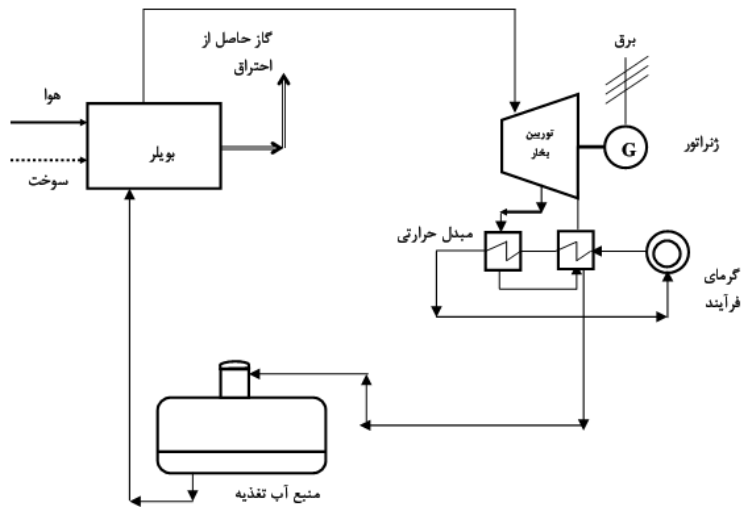 گاز حاصل از
احتراق
برق
هوا
توربین
بخار
G
ژنراتور
بویلر
سوخت
مبدل حرارتی
گرمای
فرآیند
منبع آب تغذیه